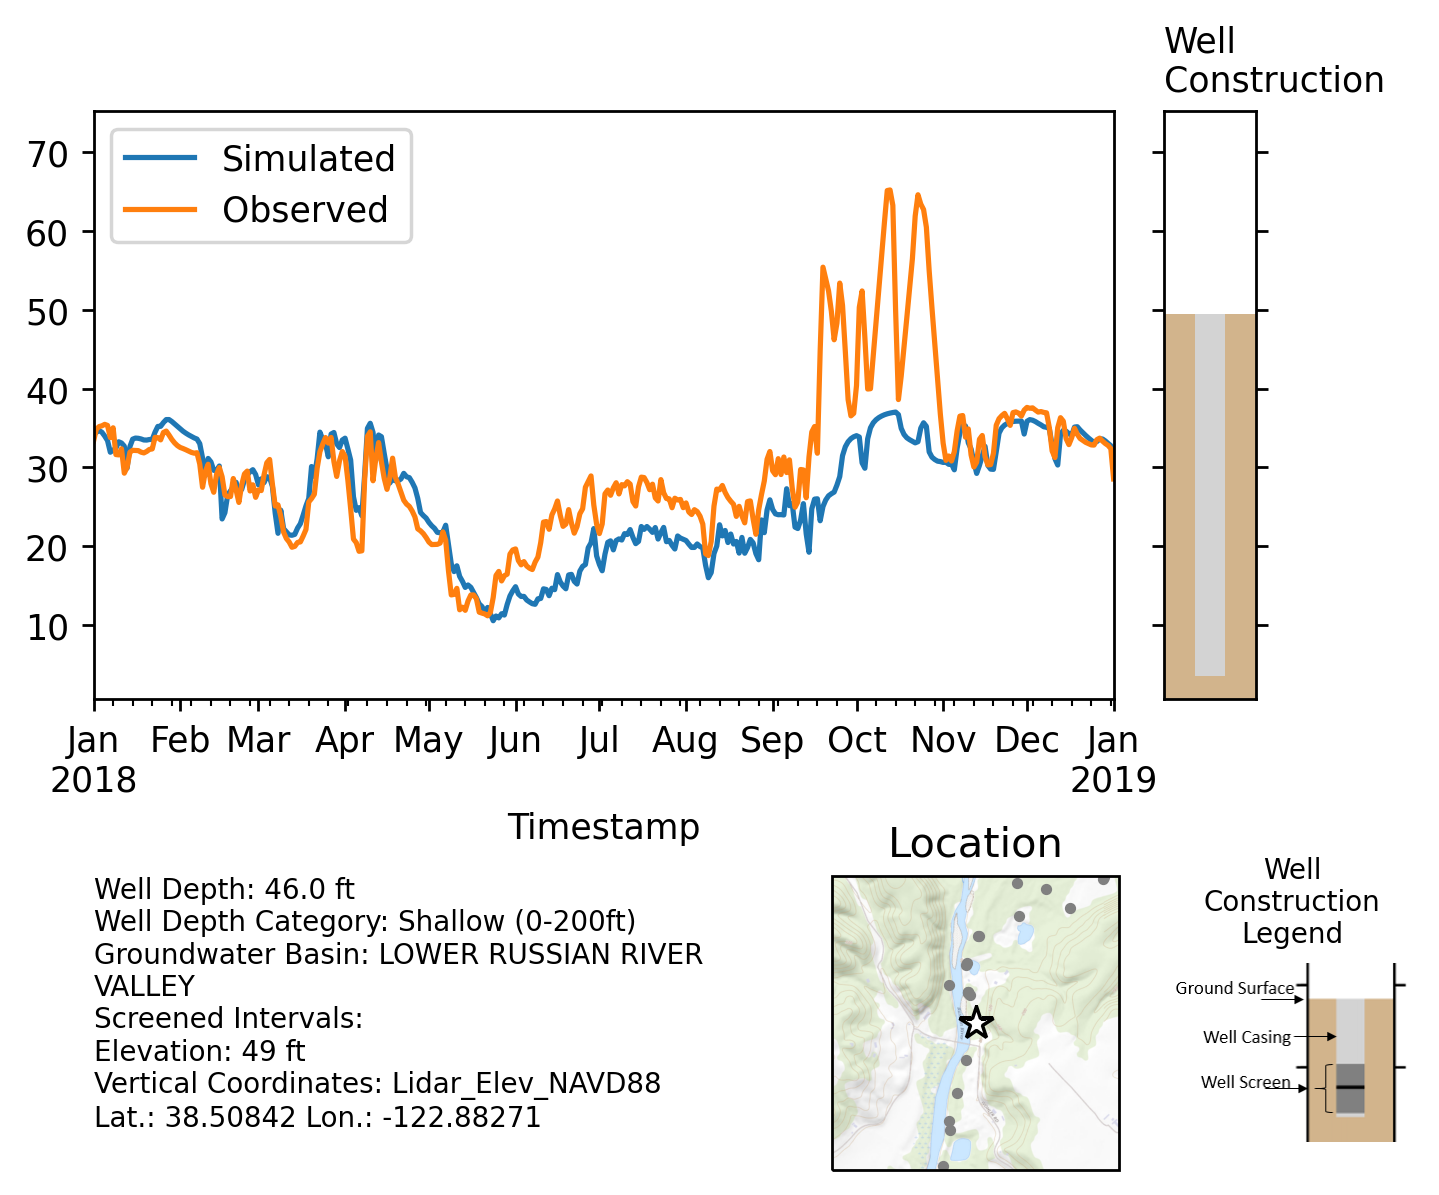 Well
Construction
Simulated
Observed
70
60
50
40
30
20
10
Jan Feb Mar Apr May Jun Jul Aug Sep Oct Nov Dec Jan
2018 2019
Timestamp
Well Depth: 46.0 ft
Well Depth Category: Shallow (0-200ft)
Groundwater Basin: LOWER RUSSIAN RIVER
VALLEY
Screened Intervals:
Elevation: 49 ft
Vertical Coordinates: Lidar_Elev_NAVD88
Lat.: 38.50842 Lon.: -122.88271
Location
Well
Construction
Legend
Ground Surface
Well Casing
Well Screen